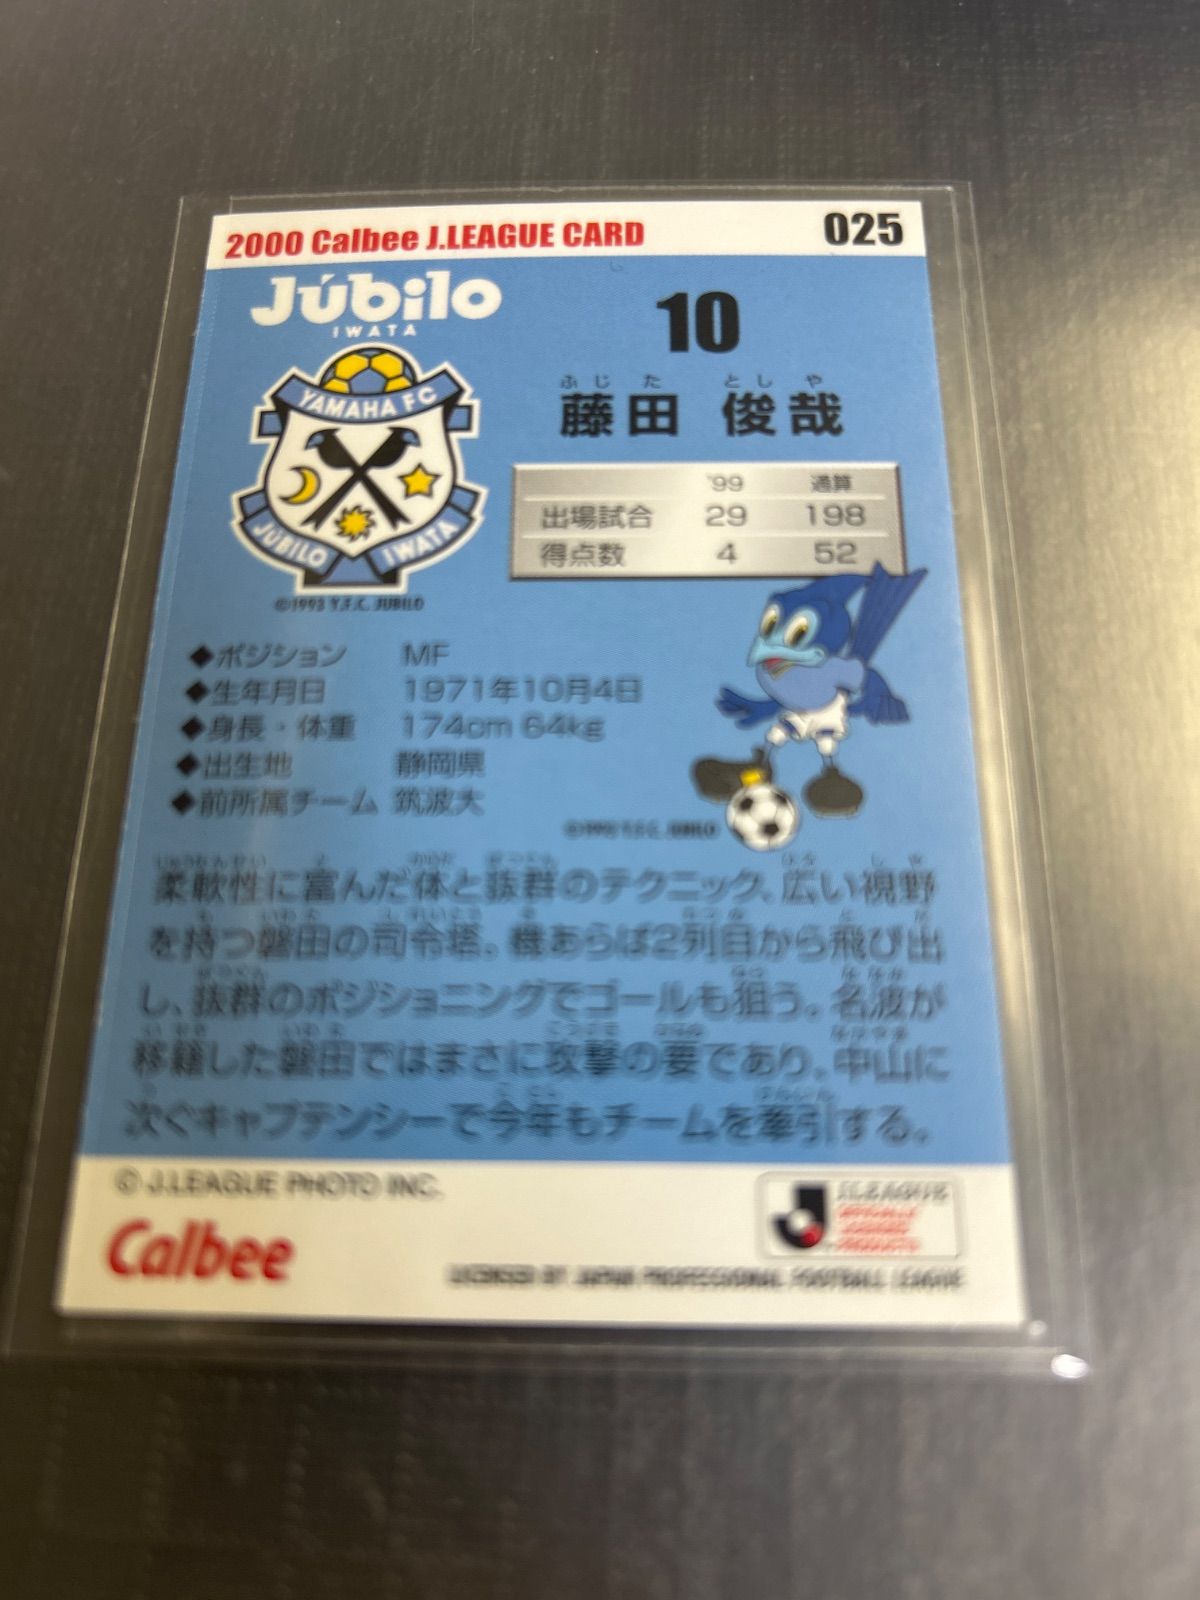 2000 Calbee J.LEAGUE CARD 025
Júbilo
IWATA
10
ふじ た とし や
藤田 俊哉
YAMAHA FC
JÚBILO IWATA
©1993 Y.F.C. JUBILO
'99 通算
出場試合 29 198
得点数 4 52
◆ポジション MF
◆生年月日 1971年10月4日
◆身長・体重 174cm 64kg
◆出生地 静岡県
◆前所属チーム 筑波大
柔軟性に富んだ体と抜群のテクニック、広い視野
を持つ磐田の司令塔。機あらば2列目から飛び出
し、抜群のポジショニングでゴールも狙う。名波が
移籍した磐田ではまさに攻撃の要であり、中山に
次ぐキャプテンシーで今年もチームを牽引する。
© J.LEAGUE PHOTO INC.
Calbee
J.LEAGUE
OFFICIALLY
LICENSED
PRODUCTS
LICENSED BY JAPAN PROFESSIONAL FOOTBALL LEAGUE